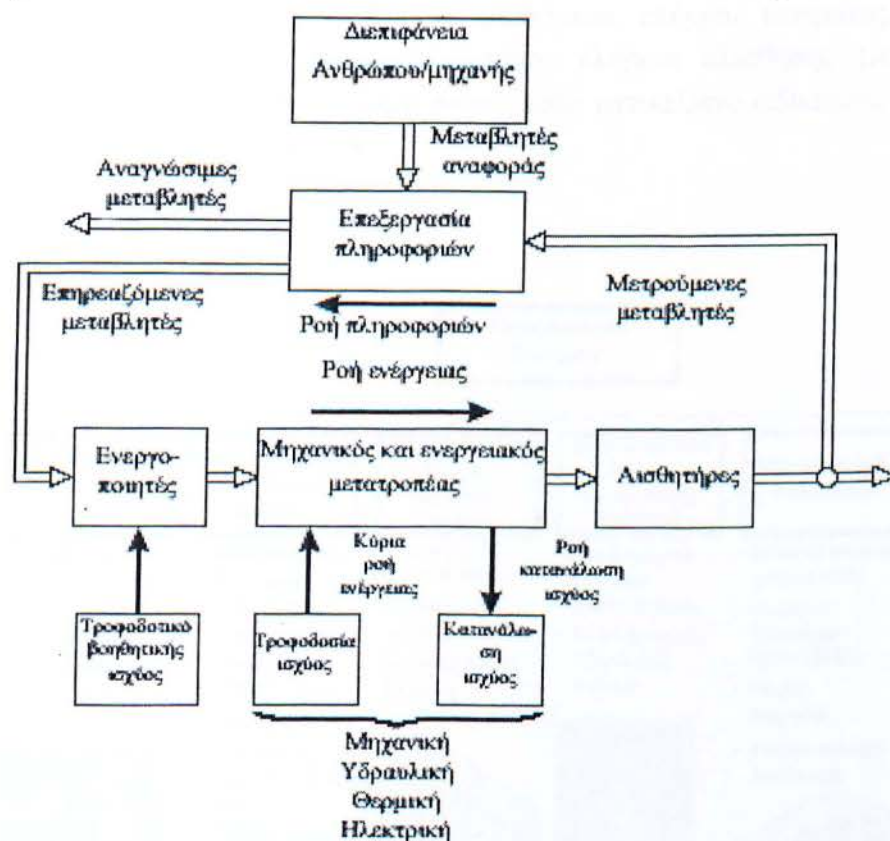 Διεπιφάνεια
Ανθρώπου/μηχανής
Μεταβλητές
αναφοράς
Αναγνώσιμες
μεταβλητές
Επεξεργασία
πληροφοριών
Επηρεαζόμενες
μεταβλητές
Μετρούμενες
μεταβλητές
Ροή πληροφοριών
Ροή ενέργειας
Ενεργο-
ποιητές
Μηχανικός και ενεργειακός
μετατροπέας
Αισθητήρες
Κύρια
ροή
ενέργειας
Ροή
κατανάλωση
ισχύος
Τροφοδοτικό
βοηθητικής
ισχύος
Τροφοδοσία
ισχύος
Κατανάλω-
ση
ισχύος
Μηχανική
Υδραυλική
Θερμική
Ηλεκτρική